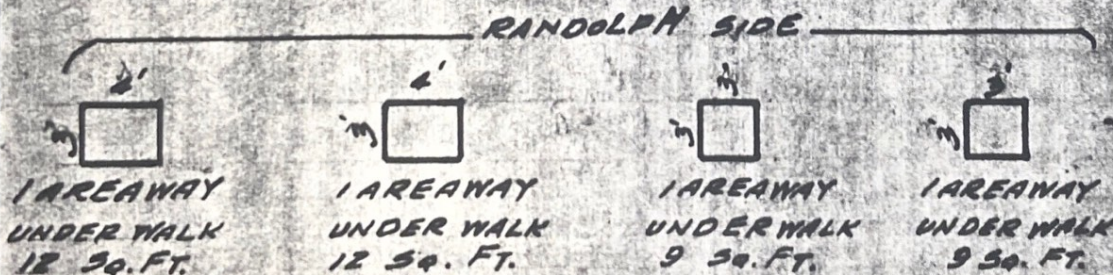 RANDOLPH SIDE
4' 4' 3' 3'
3' 3' 3' 3'
1 AREAWAY 1 AREAWAY 1 AREAWAY 1 AREAWAY
UNDER WALK UNDER WALK UNDER WALK UNDER WALK
12 SQ. FT. 12 SQ. FT. 9 SQ. FT. 9 SQ. FT.